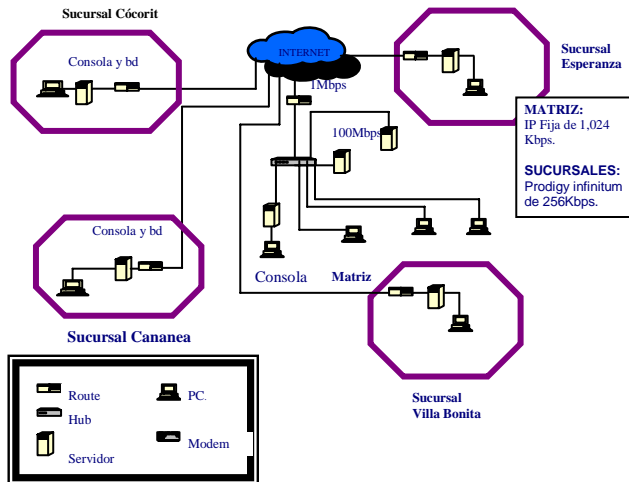 Sucursal Cócorit
Consola y bd
INTERNET
1Mbps
Sucursal
Esperanza
MATRIZ:
IP Fija de 1,024
Kbps.
SUCURSALES:
Prodigy infinitum
de 256Kbps.
100Mbps
Consola y bd
Consola
Matriz
Sucursal Cananea
Sucursal
Villa Bonita
Route
PC.
Hub
Servidor
Modem